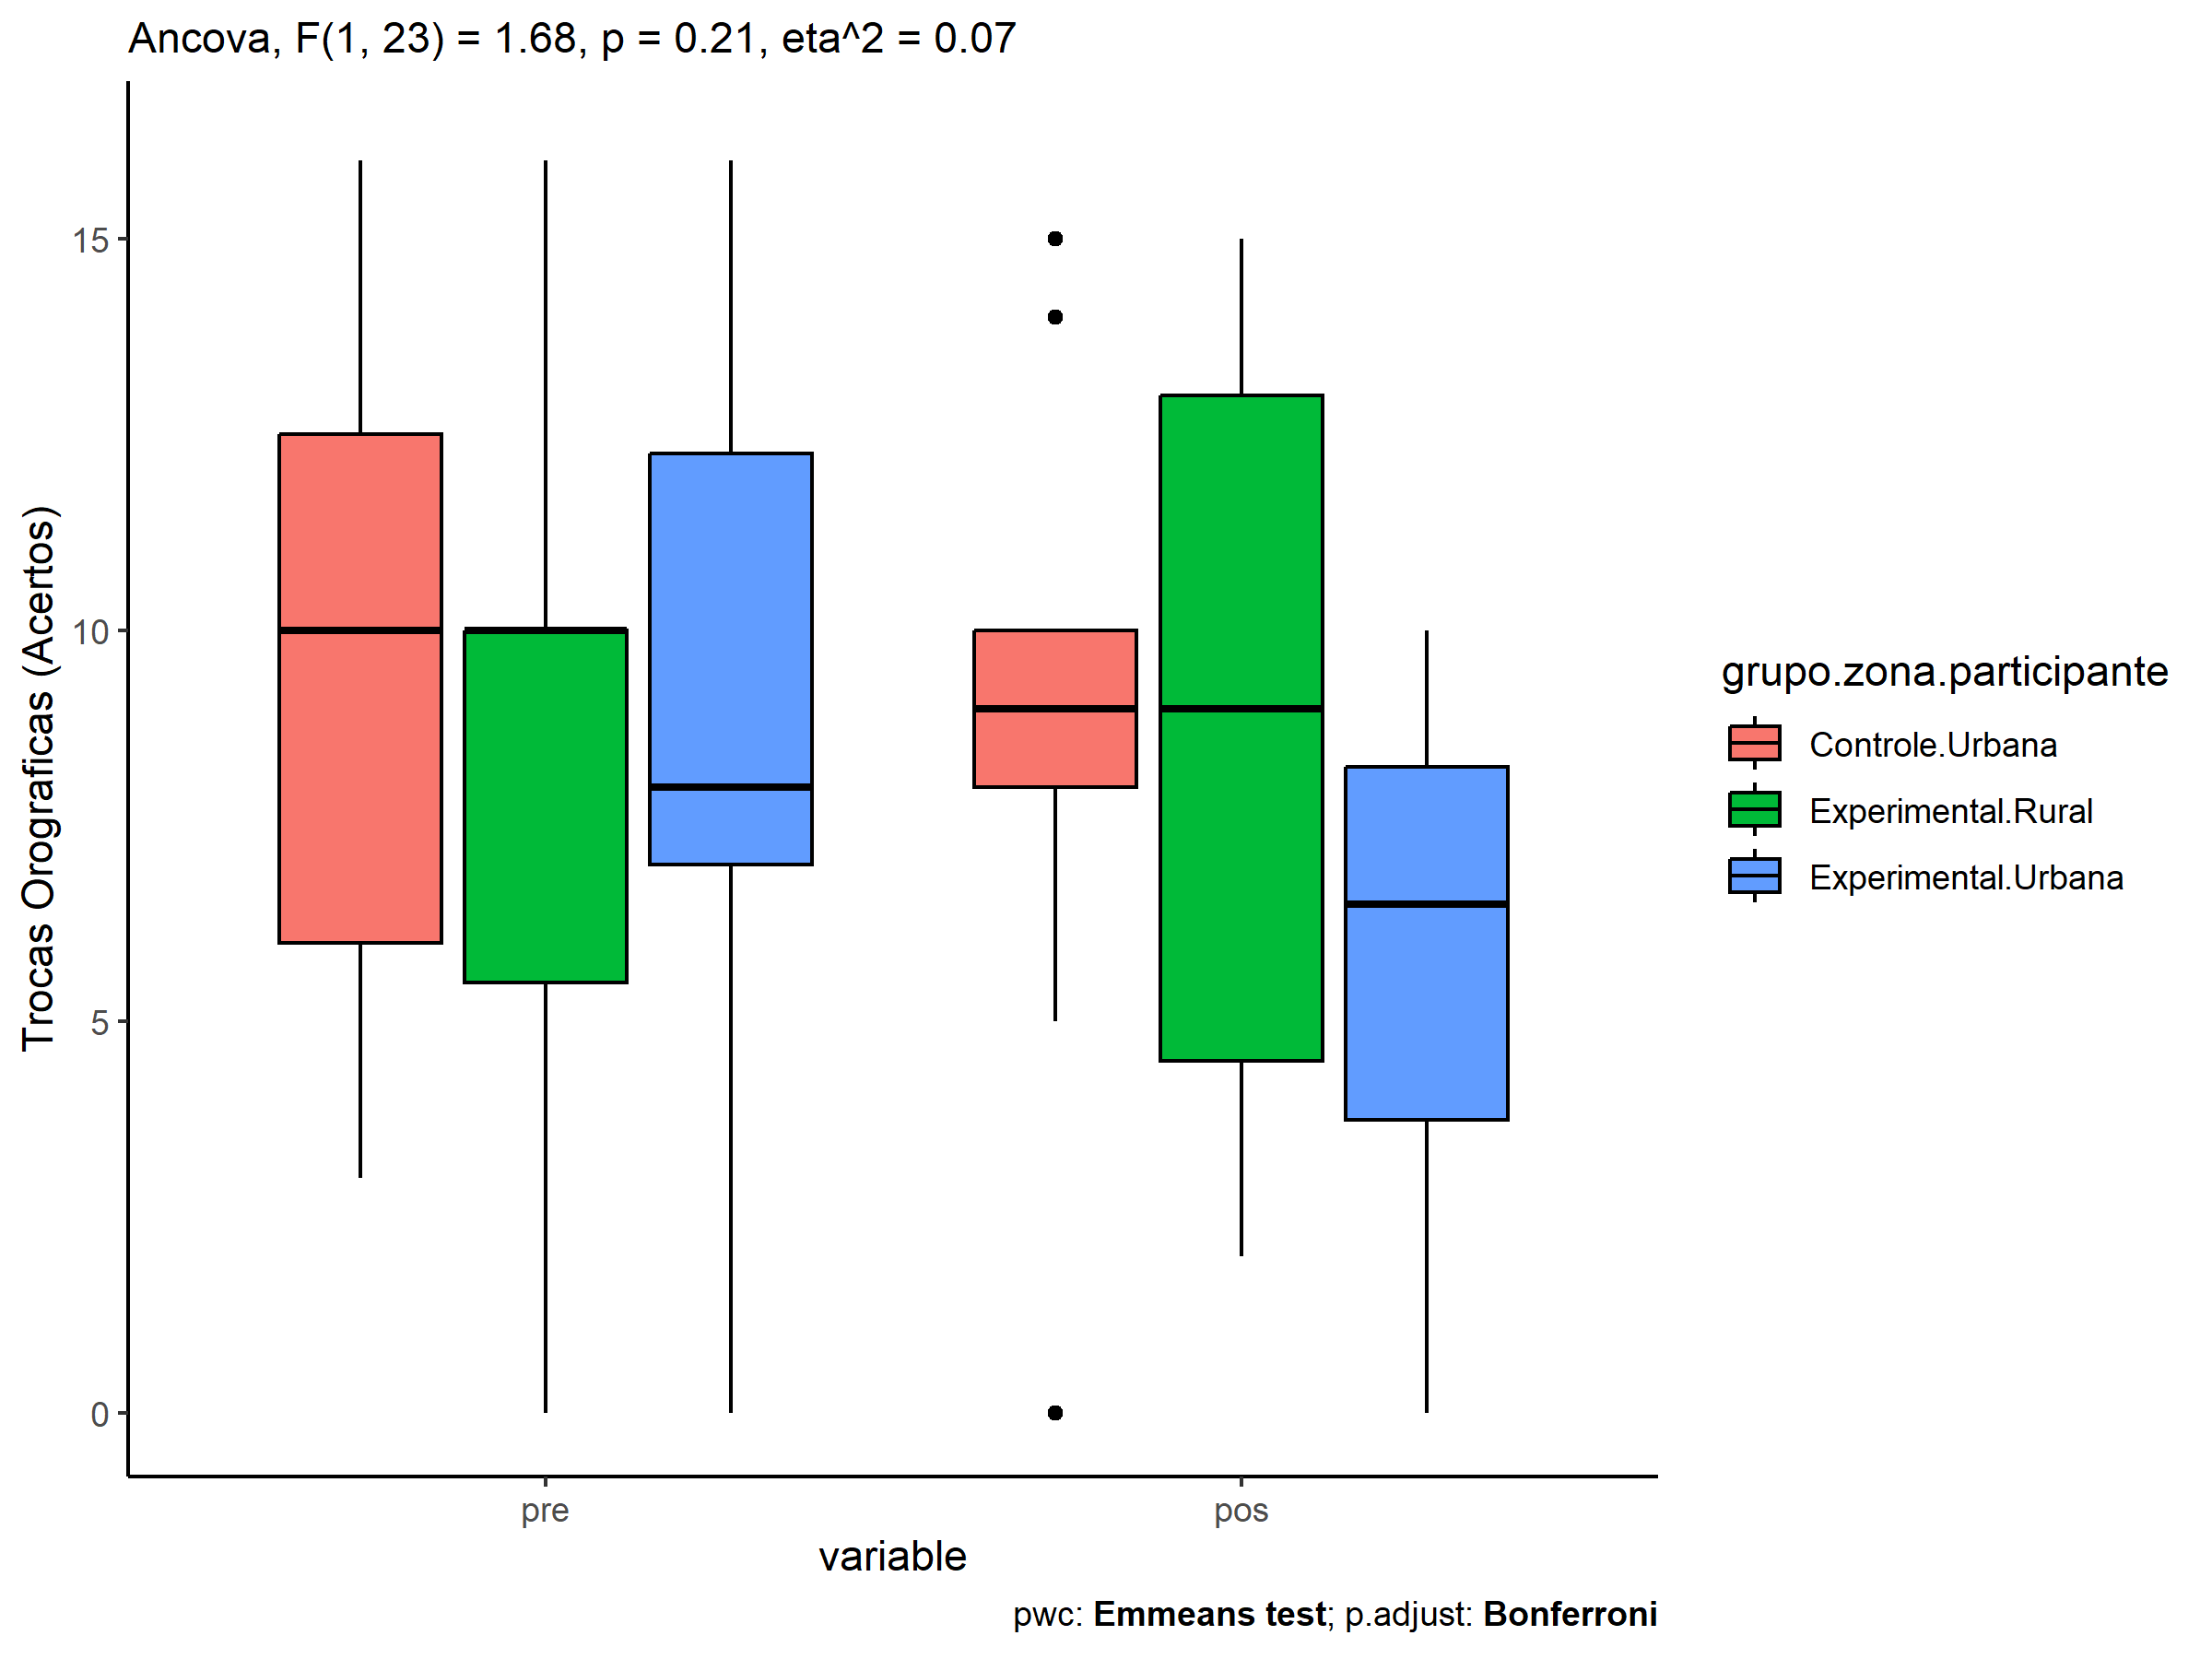 Ancova, F(1, 23) = 1.68, p = 0.21, eta^2 = 0.07
Trocas Orograficas (Acertos)
15
10
5
0
pre
pos
variable
grupo.zona.participante
Controle.Urbana
Experimental.Rural
Experimental.Urbana
pwc: Emmeans test; p.adjust: Bonferroni